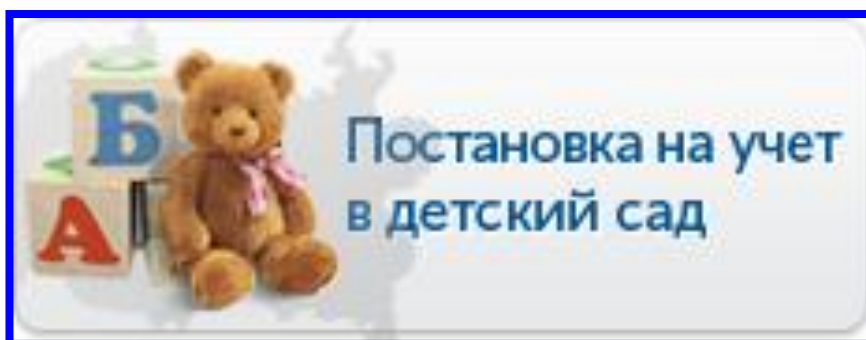 Б
А
Постановка на учет
в детский сад